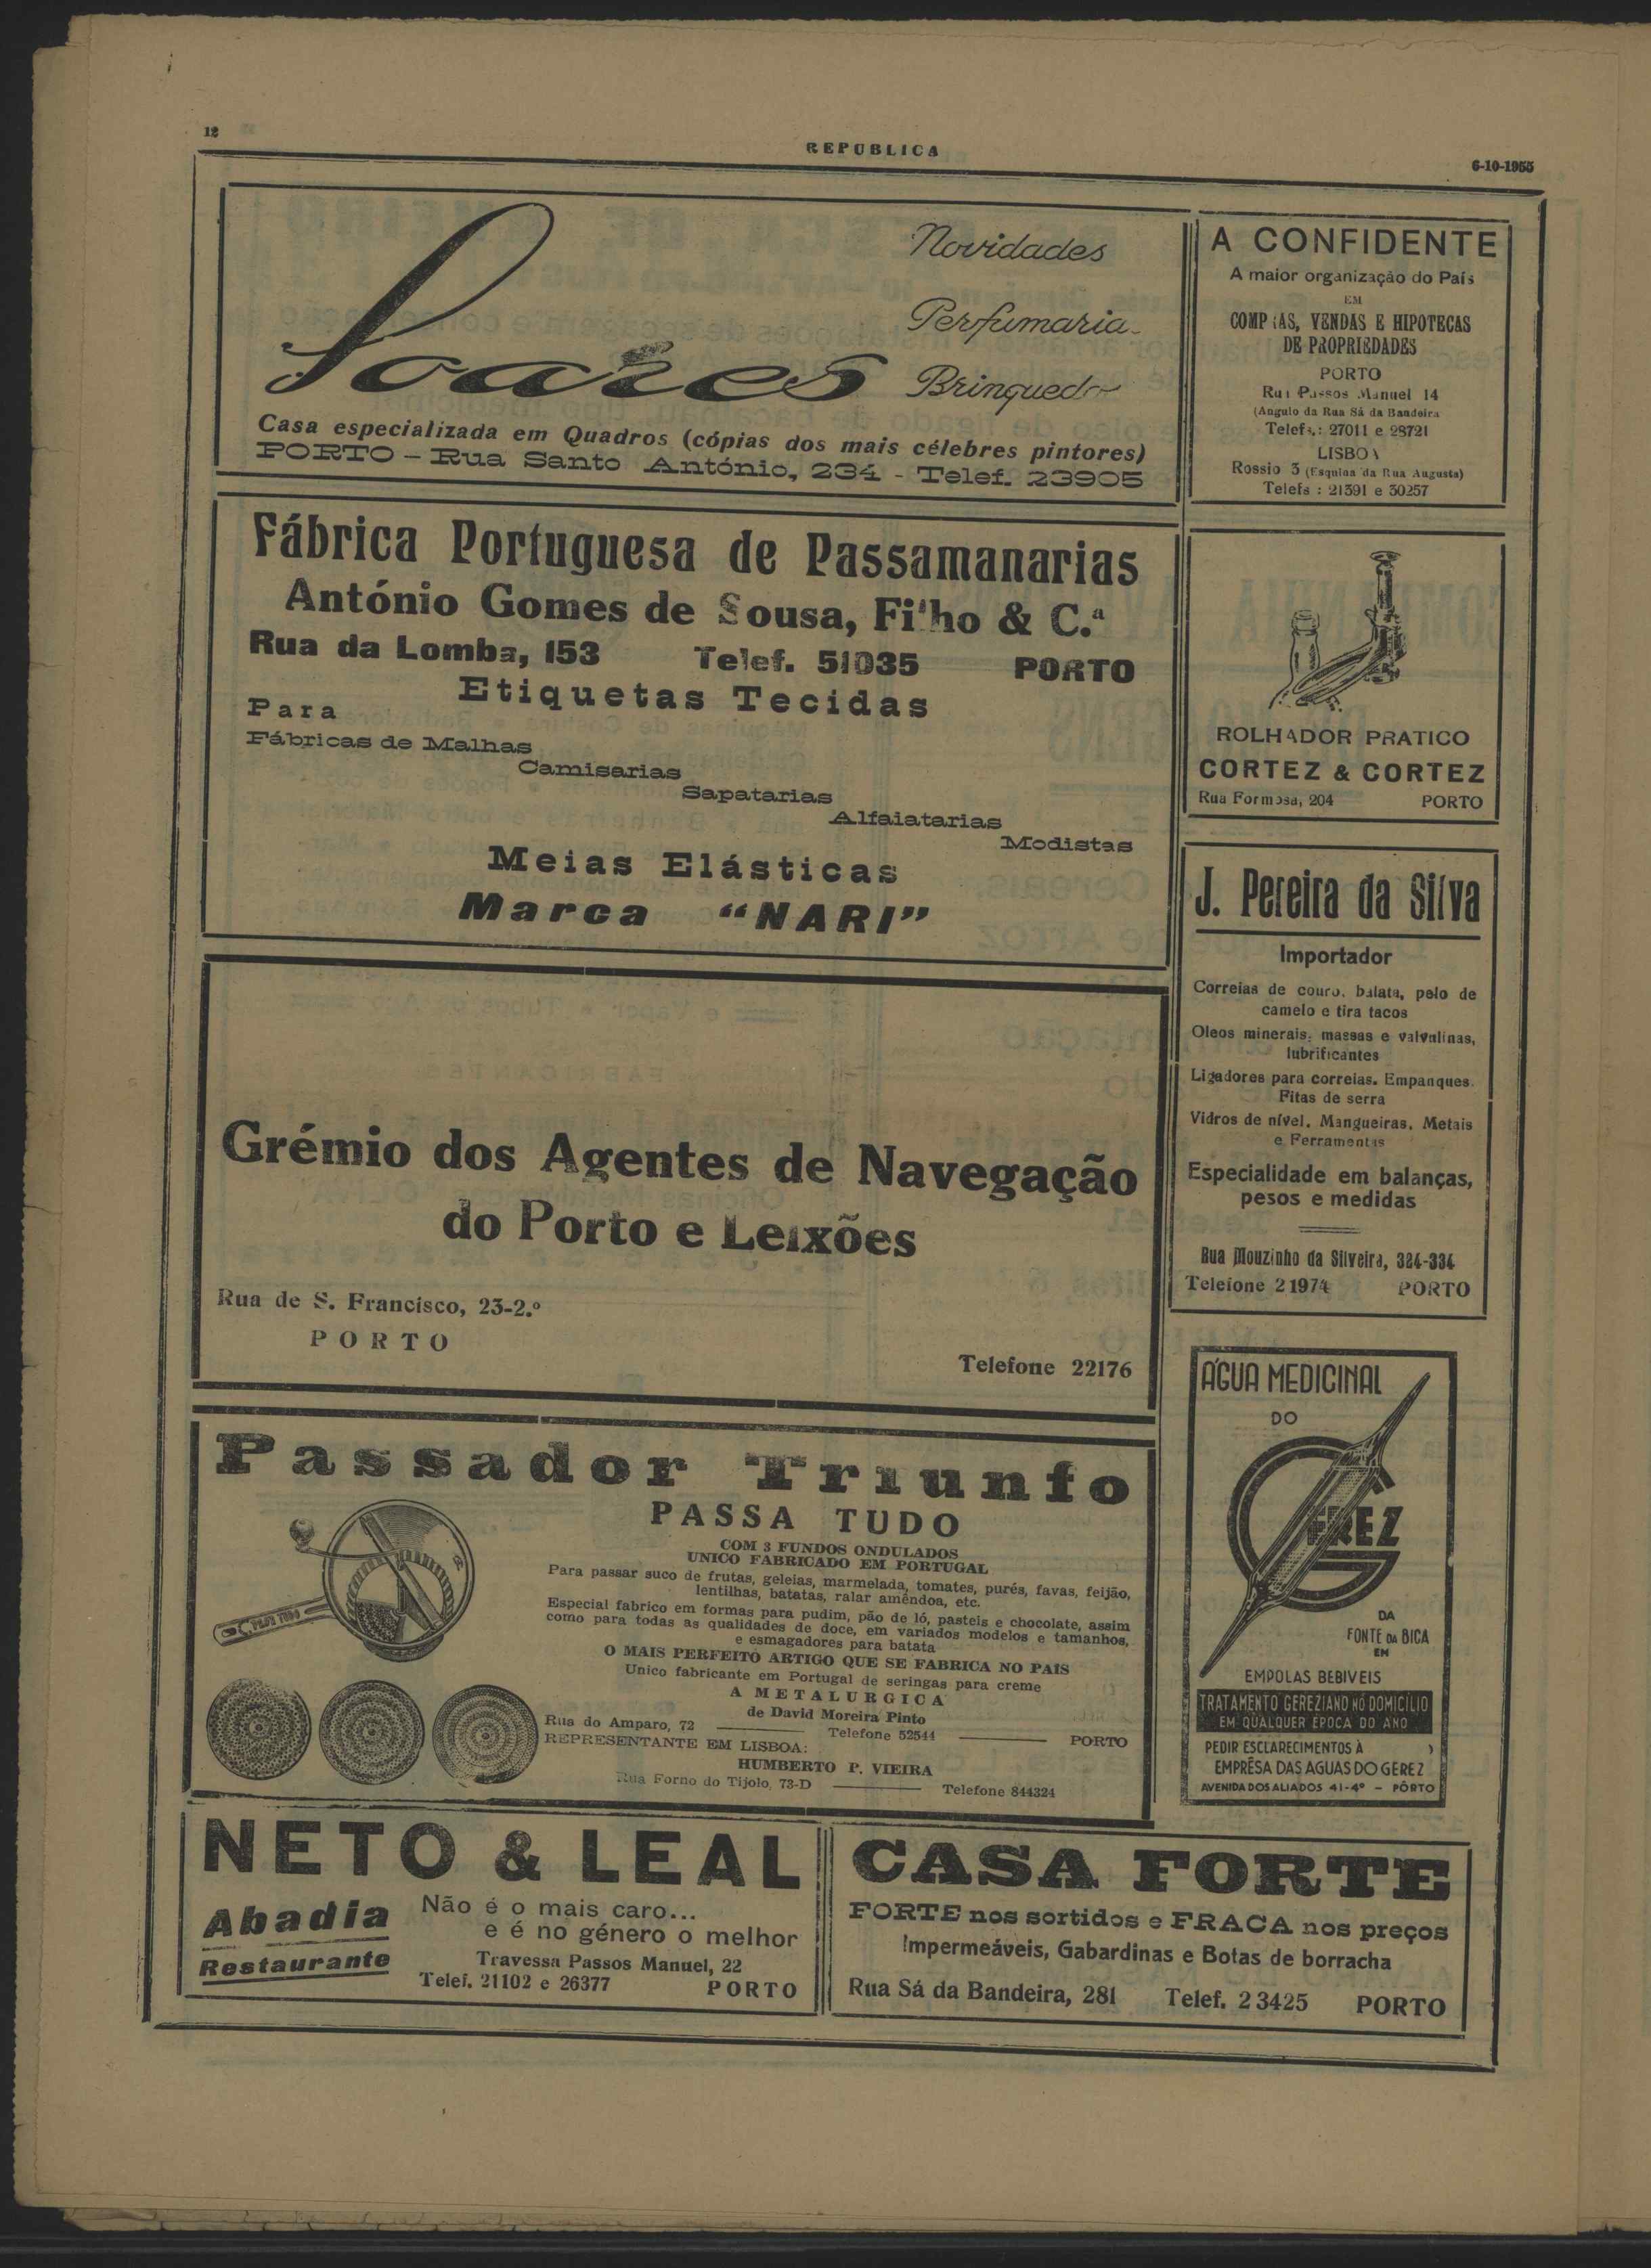 12
REPUBLICA
6-10-1955
Soares
Novidades
Perfumaria
Brinquedos
Casa especializada em Quadros (cópias dos mais célebres pintores)
PORTO — Rua Santo António, 234 - Telef. 23905
A CONFIDENTE
A maior organização do País
EM
COMPRAS, VENDAS E HIPOTECAS
DE PROPRIEDADES
PORTO
Rua Passos Manuel 14
(Angulo da Rua Sá da Bandeira
Telefs.: 27011 e 28721
LISBOA
Rossio 3 (Esquina da Rua Augusta)
Telefs : 21391 e 30257
Fábrica Portuguesa de Passamanarias
António Gomes de Sousa, Filho & C.ª
Rua da Lomba, 153 Telef. 51035 PORTO
Etiquetas Tecidas
Para
Fábricas de Malhas
Camisarias
Sapatarias
Alfaiatarias
Modistas
Meias Elásticas
Marca "NARI"
ROLHADOR PRATICO
CORTEZ & CORTEZ
Rua Formosa, 204 PORTO
J. Pereira da Silva
Importador
Correias de couro, balata, pelo de
camelo e tira tacos
Oleos minerais, massas e valvulinas,
lubrificantes
Ligadores para correias. Empanques.
Fitas de serra
Vidros de nível. Mangueiras. Metais
e Ferramentas
Especialidade em balanças,
pesos e medidas
Rua Mouzinho da Silveira, 324-334
Telefone 21974 PORTO
Grémio dos Agentes de Navegação
do Porto e Leixões
Rua de S. Francisco, 23-2.º
PORTO
Telefone 22176
Passador Triunfo
PASSA TUDO
COM 3 FUNDOS ONDULADOS
UNICO FABRICADO EM PORTUGAL
Para passar suco de frutas, geleias, marmelada, tomates, purés, favas, feijão,
lentilhas, batatas, ralar amêndoa, etc.
Especial fabrico em formas para pudim, pão de ló, pasteis e chocolate, assim
como para todas as qualidades de doce, em variados modelos e tamanhos,
e esmagadores para batata
O MAIS PERFEITO ARTIGO QUE SE FABRICA NO PAÍS
Unico fabricante em Portugal de seringas para creme
A METALURGICA
de David Moreira Pinto
Rua do Amparo, 72 Telefone 52544 PORTO
REPRESENTANTE EM LISBOA:
HUMBERTO P. VIEIRA
Rua Forno do Tijolo, 73-D Telefone 844324
PASSA TUDO
ÁGUA MEDICINAL
DO
GEREZ
DA
FONTE DA BICA
EM
EMPOLAS BEBIVEIS
TRATAMENTO GEREZIANO NO DOMICILIO
EM QUALQUER EPOCA DO ANO
PEDIR ESCLARECIMENTOS À
EMPRÊSA DAS AGUAS DO GEREZ
AVENIDA DOS ALIADOS 41-4º — PÔRTO
NETO & LEAL
Abadia
Restaurante
Não é o mais caro...
e é no género o melhor
Travessa Passos Manuel, 22
Telef. 21102 e 26377 PORTO
CASA FORTE
FORTE nos sortidos e FRACA nos preços
Impermeáveis, Gabardinas e Botas de borracha
Rua Sá da Bandeira, 281 Telef. 23425 PORTO